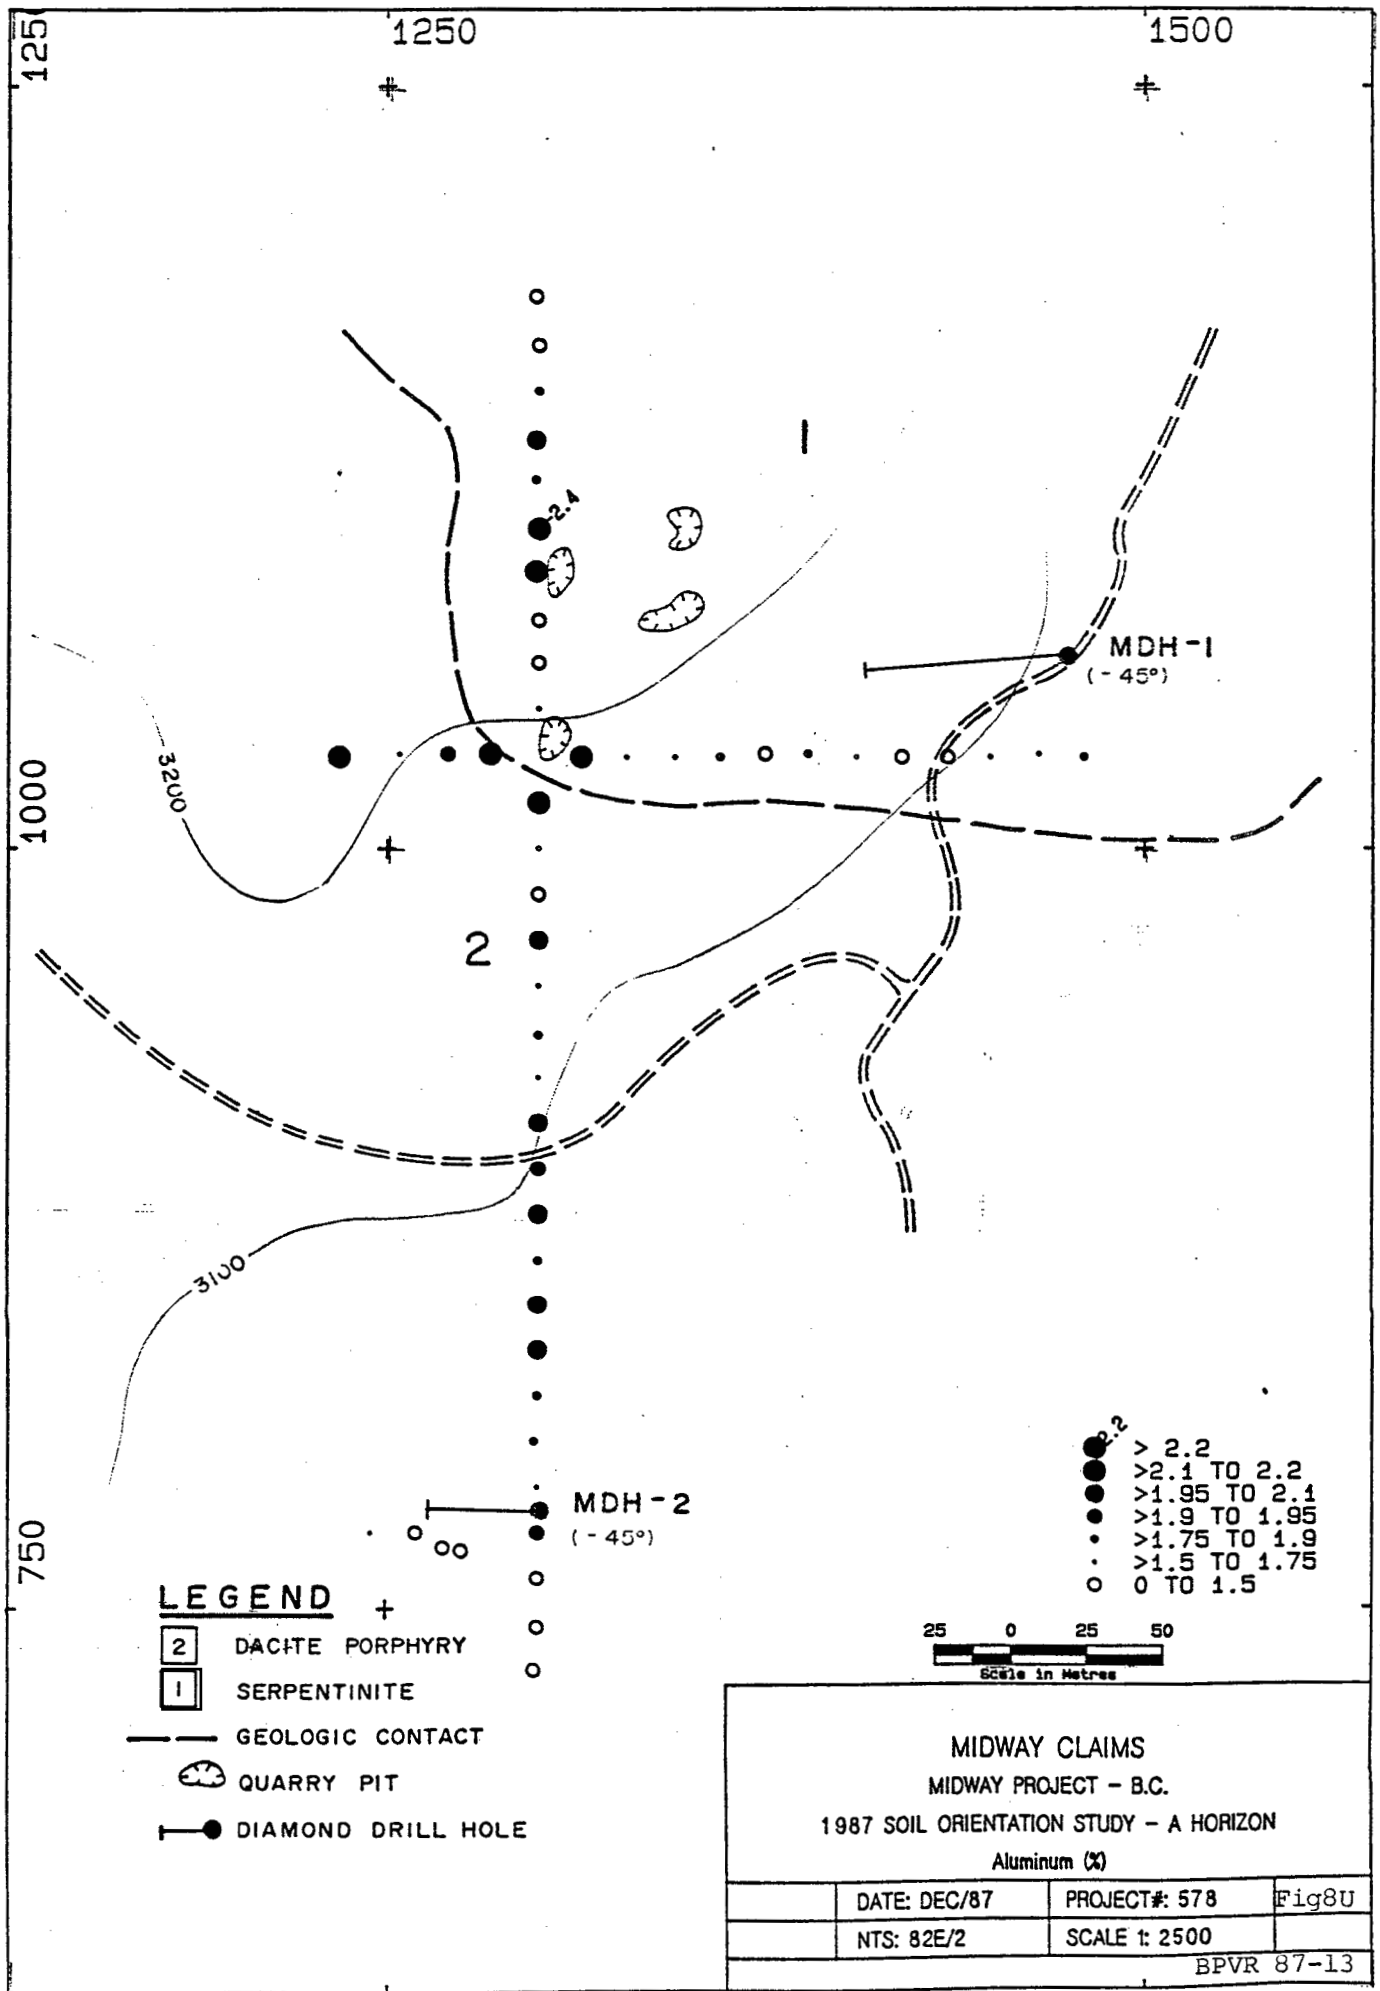 1250
1500
125
1
2.4
MDH-1
(-45°)
3200
1000
2
3100
750
MDH-2
(-45°)
2.2
> 2.2
>2.1 TO 2.2
>1.95 TO 2.1
>1.9 TO 1.95
>1.75 TO 1.9
>1.5 TO 1.75
0 TO 1.5
25 0 25 50
Scale in Metres
LEGEND
2 DACITE PORPHYRY
1 SERPENTINITE
GEOLOGIC CONTACT
QUARRY PIT
DIAMOND DRILL HOLE
MIDWAY CLAIMS
MIDWAY PROJECT - B.C.
1987 SOIL ORIENTATION STUDY - A HORIZON
Aluminum (%)
DATE: DEC/87 PROJECT#: 578 Fig8U
NTS: 82E/2 SCALE 1: 2500
BPVR 87-13